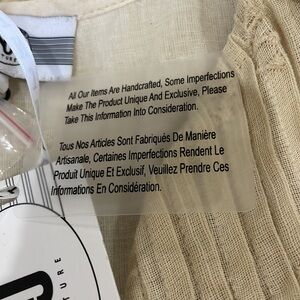 All Our Items Are Handcrafted, Some Imperfections
Make The Product Unique And Exclusive, Please
Take This Information Into Consideration.
Tous Nos Articles Sont Fabriqués De Manière
Artisanale, Certaines Imperfections Rendent Le
Produit Unique Et Exclusif, Veuillez Prendre Ces
Informations En Considération.